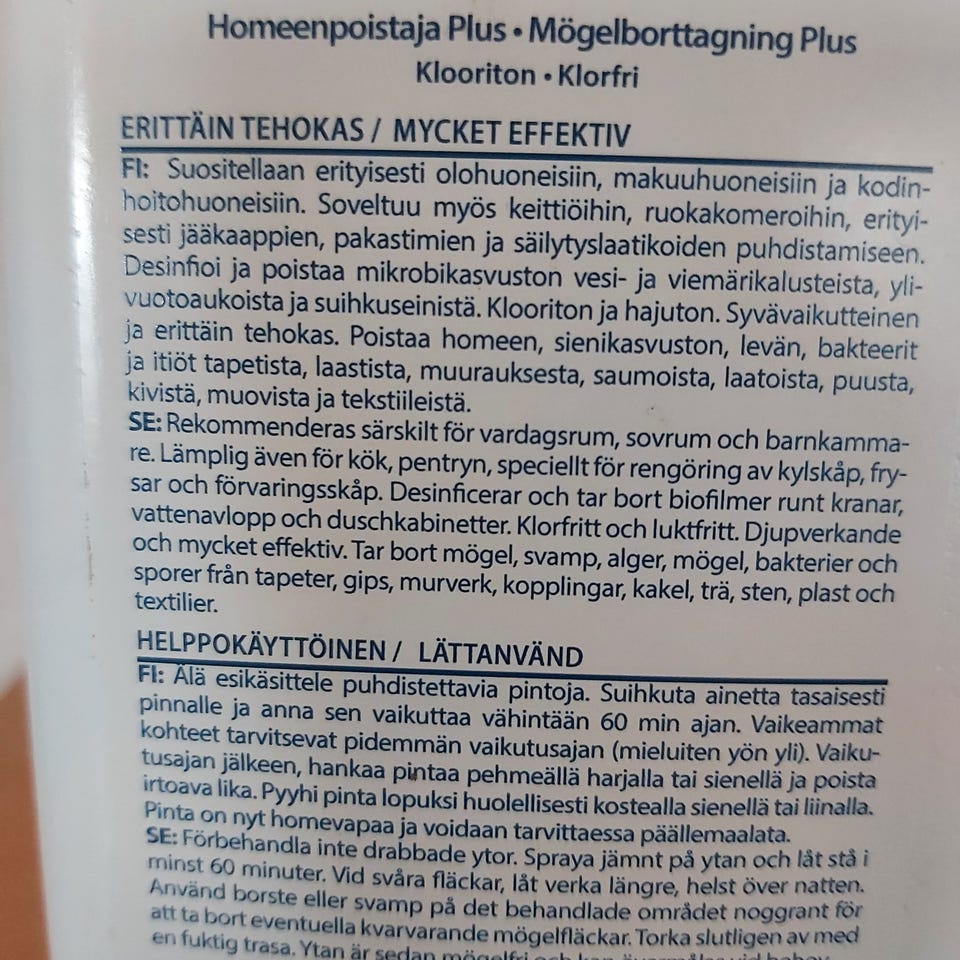 Homeenpoistaja Plus • Mögelborttagning Plus
Klooriton • Klorfri
ERITTÄIN TEHOKAS / MYCKET EFFEKTIV
FI: Suositellaan erityisesti olohuoneisiin, makuuhuoneisiin ja kodin-
hoitohuoneisiin. Soveltuu myös keittiöihin, ruokakomeroihin, erityi-
sesti jääkaappien, pakastimien ja säilytyslaatikoiden puhdistamiseen.
Desinfioi ja poistaa mikrobikasvuston vesi- ja viemärikalusteista, yli-
vuotoaukoista ja suihkuseinistä. Klooriton ja hajuton. Syvävaikutteinen
ja erittäin tehokas. Poistaa homeen, sienikasvuston, levän, bakteerit
ja itiöt tapetista, laastista, muurauksesta, saumoista, laatoista, puusta,
kivistä, muovista ja tekstiileistä.
SE: Rekommenderas särskilt för vardagsrum, sovrum och barnkamma-
re. Lämplig även för kök, pentryn, speciellt för rengöring av kylskåp, fry-
sar och förvaringsskåp. Desinficerar och tar bort biofilmer runt kranar,
vattenavlopp och duschkabinetter. Klorfritt och luktfritt. Djupverkande
och mycket effektiv. Tar bort mögel, svamp, alger, mögel, bakterier och
sporer från tapeter, gips, murverk, kopplingar, kakel, trä, sten, plast och
textilier.
HELPPOKÄYTTÖINEN / LÄTTANVÄND
FI: Älä esikäsittele puhdistettavia pintoja. Suihkuta ainetta tasaisesti
pinnalle ja anna sen vaikuttaa vähintään 60 min ajan. Vaikeammat
kohteet tarvitsevat pidemmän vaikutusajan (mieluiten yön yli). Vaiku-
tusajan jälkeen, hankaa pintaa pehmeällä harjalla tai sienellä ja poista
irtoava lika. Pyyhi pinta lopuksi huolellisesti kostealla sienellä tai liinalla.
Pinta on nyt homevapaa ja voidaan tarvittaessa päällemaalata.
SE: Förbehandla inte drabbade ytor. Spraya jämnt på ytan och låt stå i
minst 60 minuter. Vid svåra fläckar, låt verka längre, helst över natten.
Använd borste eller svamp på det behandlade området noggrant för
att ta bort eventuella kvarvarande mögelfläckar. Torka slutligen av med
en fuktig trasa. Ytan är sedan mögelfri och kan